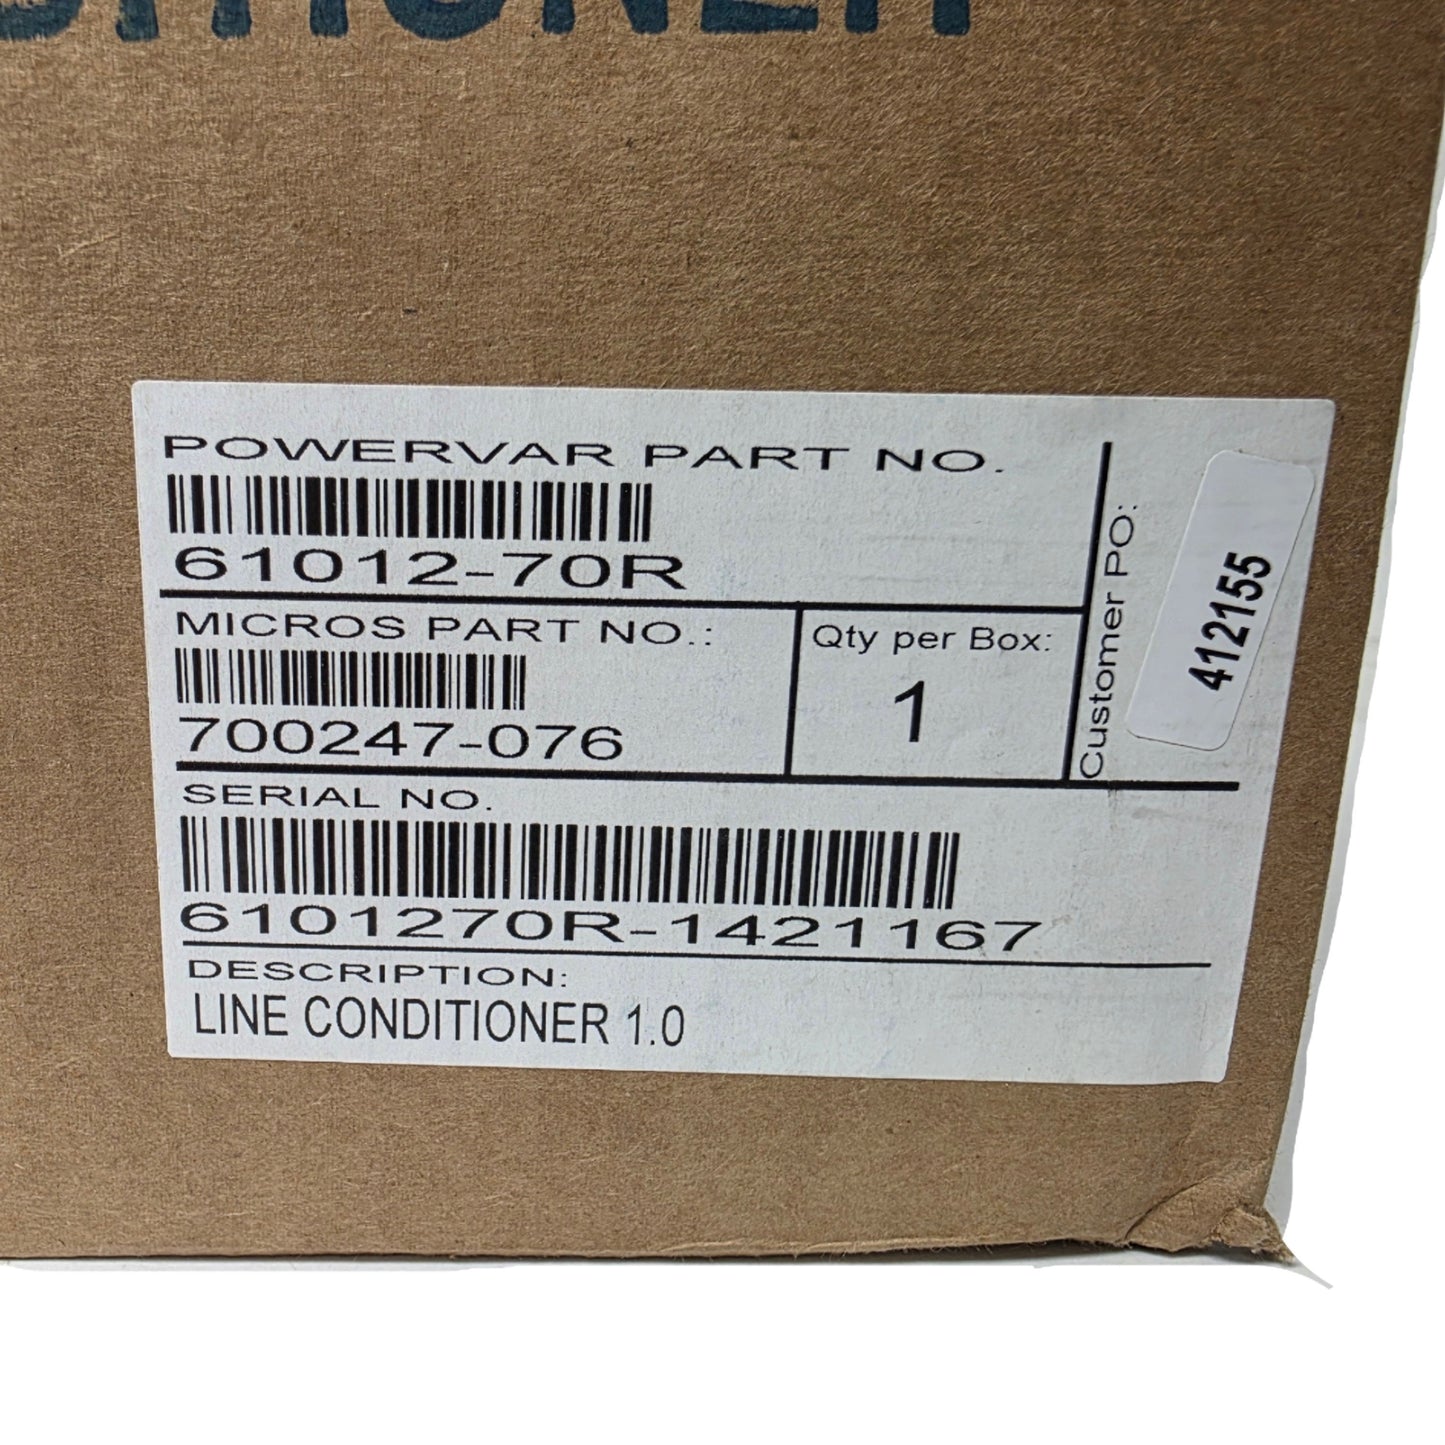 POWERVAR PART NO.
61012-70R
MICROS PART NO.:
700247-076
Qty per Box:
1
Customer PO:
412155
SERIAL NO.
6101270R-1421167
DESCRIPTION:
LINE CONDITIONER 1.0